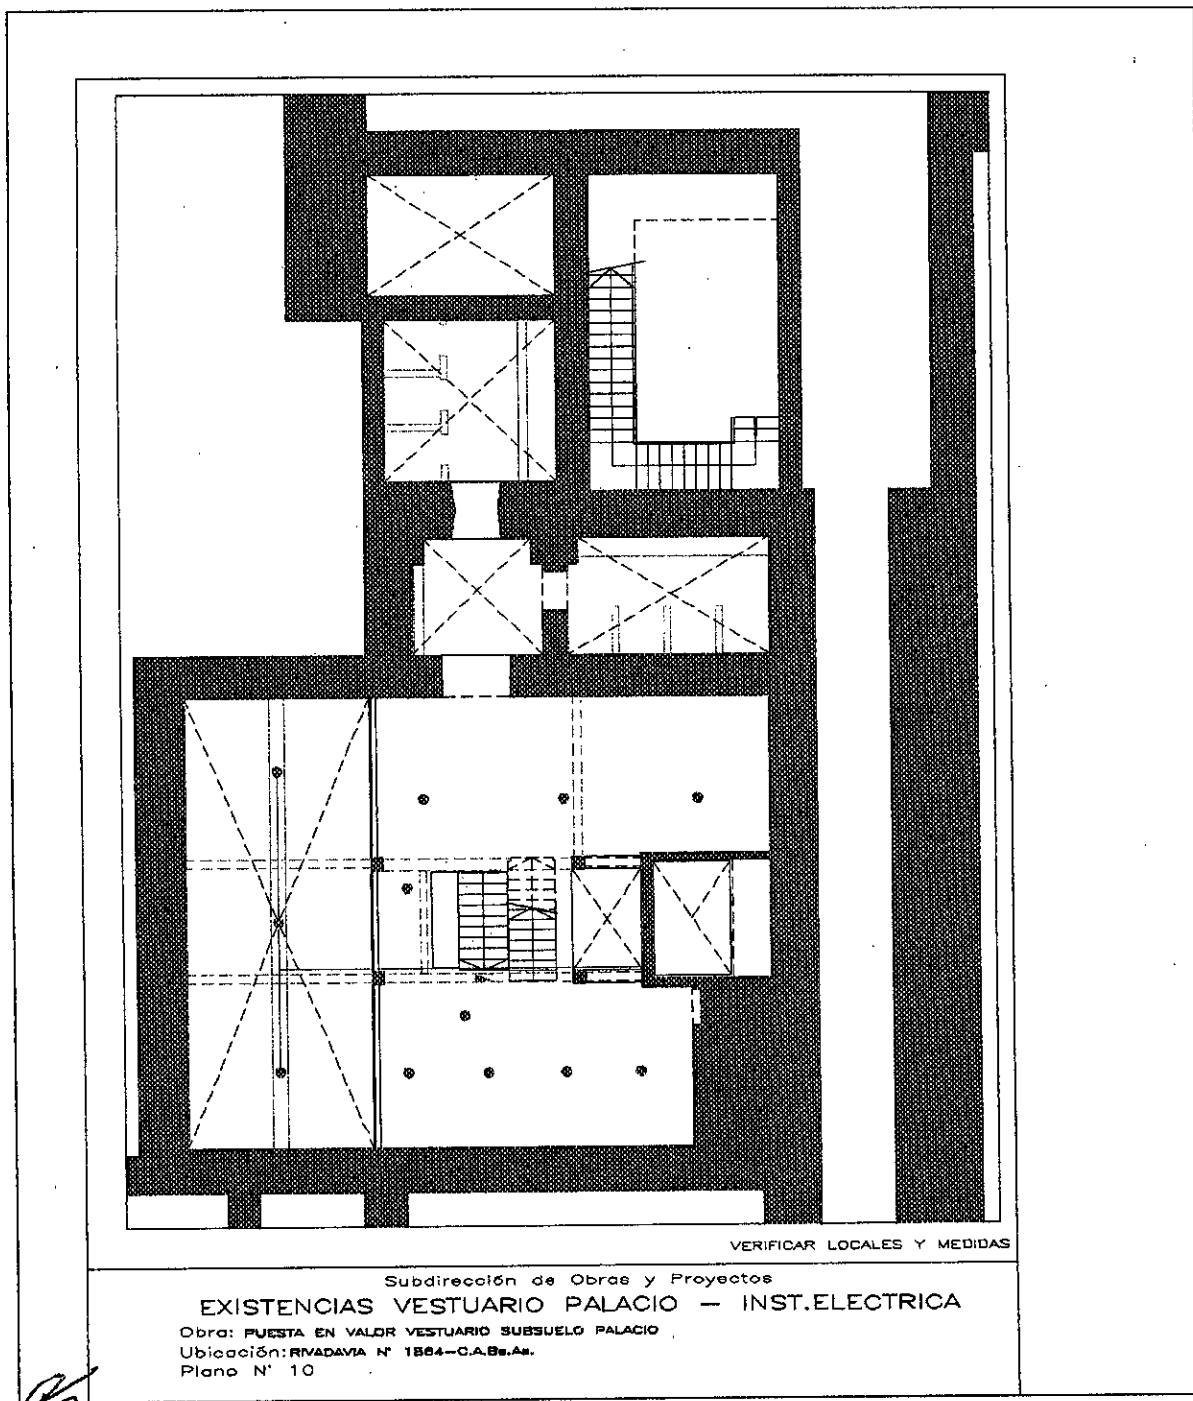 VERIFICAR LOCALES Y MEDIDAS
Subdirección de Obras y Proyectos
EXISTENCIAS VESTUARIO PALACIO — INST.ELECTRICA
Obra: PUESTA EN VALOR VESTUARIO SUBSUELO PALACIO
Ubicación: RIVADAVIA N° 1864-C.A.Bs.As.
Plano N° 10